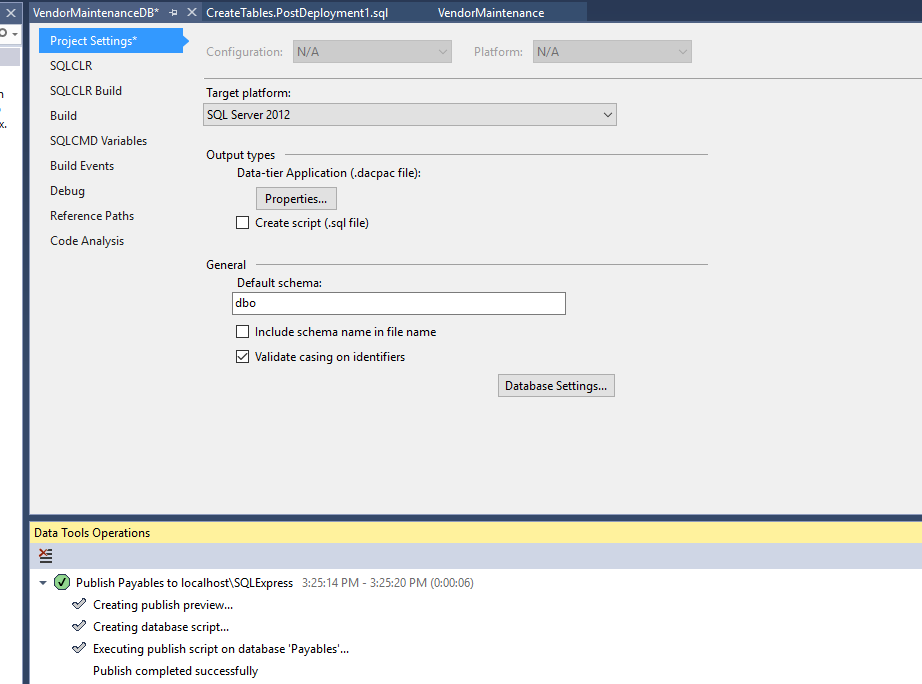 VendorMaintenanceDB* CreateTables.PostDeployment1.sql VendorMaintenance
Project Settings*
SQLCLR
SQLCLR Build
Build
SQLCMD Variables
Build Events
Debug
Reference Paths
Code Analysis
Configuration: N/A Platform: N/A
Target platform:
SQL Server 2012
Output types
Data-tier Application (.dacpac file):
Properties...
Create script (.sql file)
General
Default schema:
dbo
Include schema name in file name
Validate casing on identifiers
Database Settings...
Data Tools Operations
Publish Payables to localhost\SQLExpress 3:25:14 PM - 3:25:20 PM (0:00:06)
Creating publish preview...
Creating database script...
Executing publish script on database 'Payables'...
Publish completed successfully